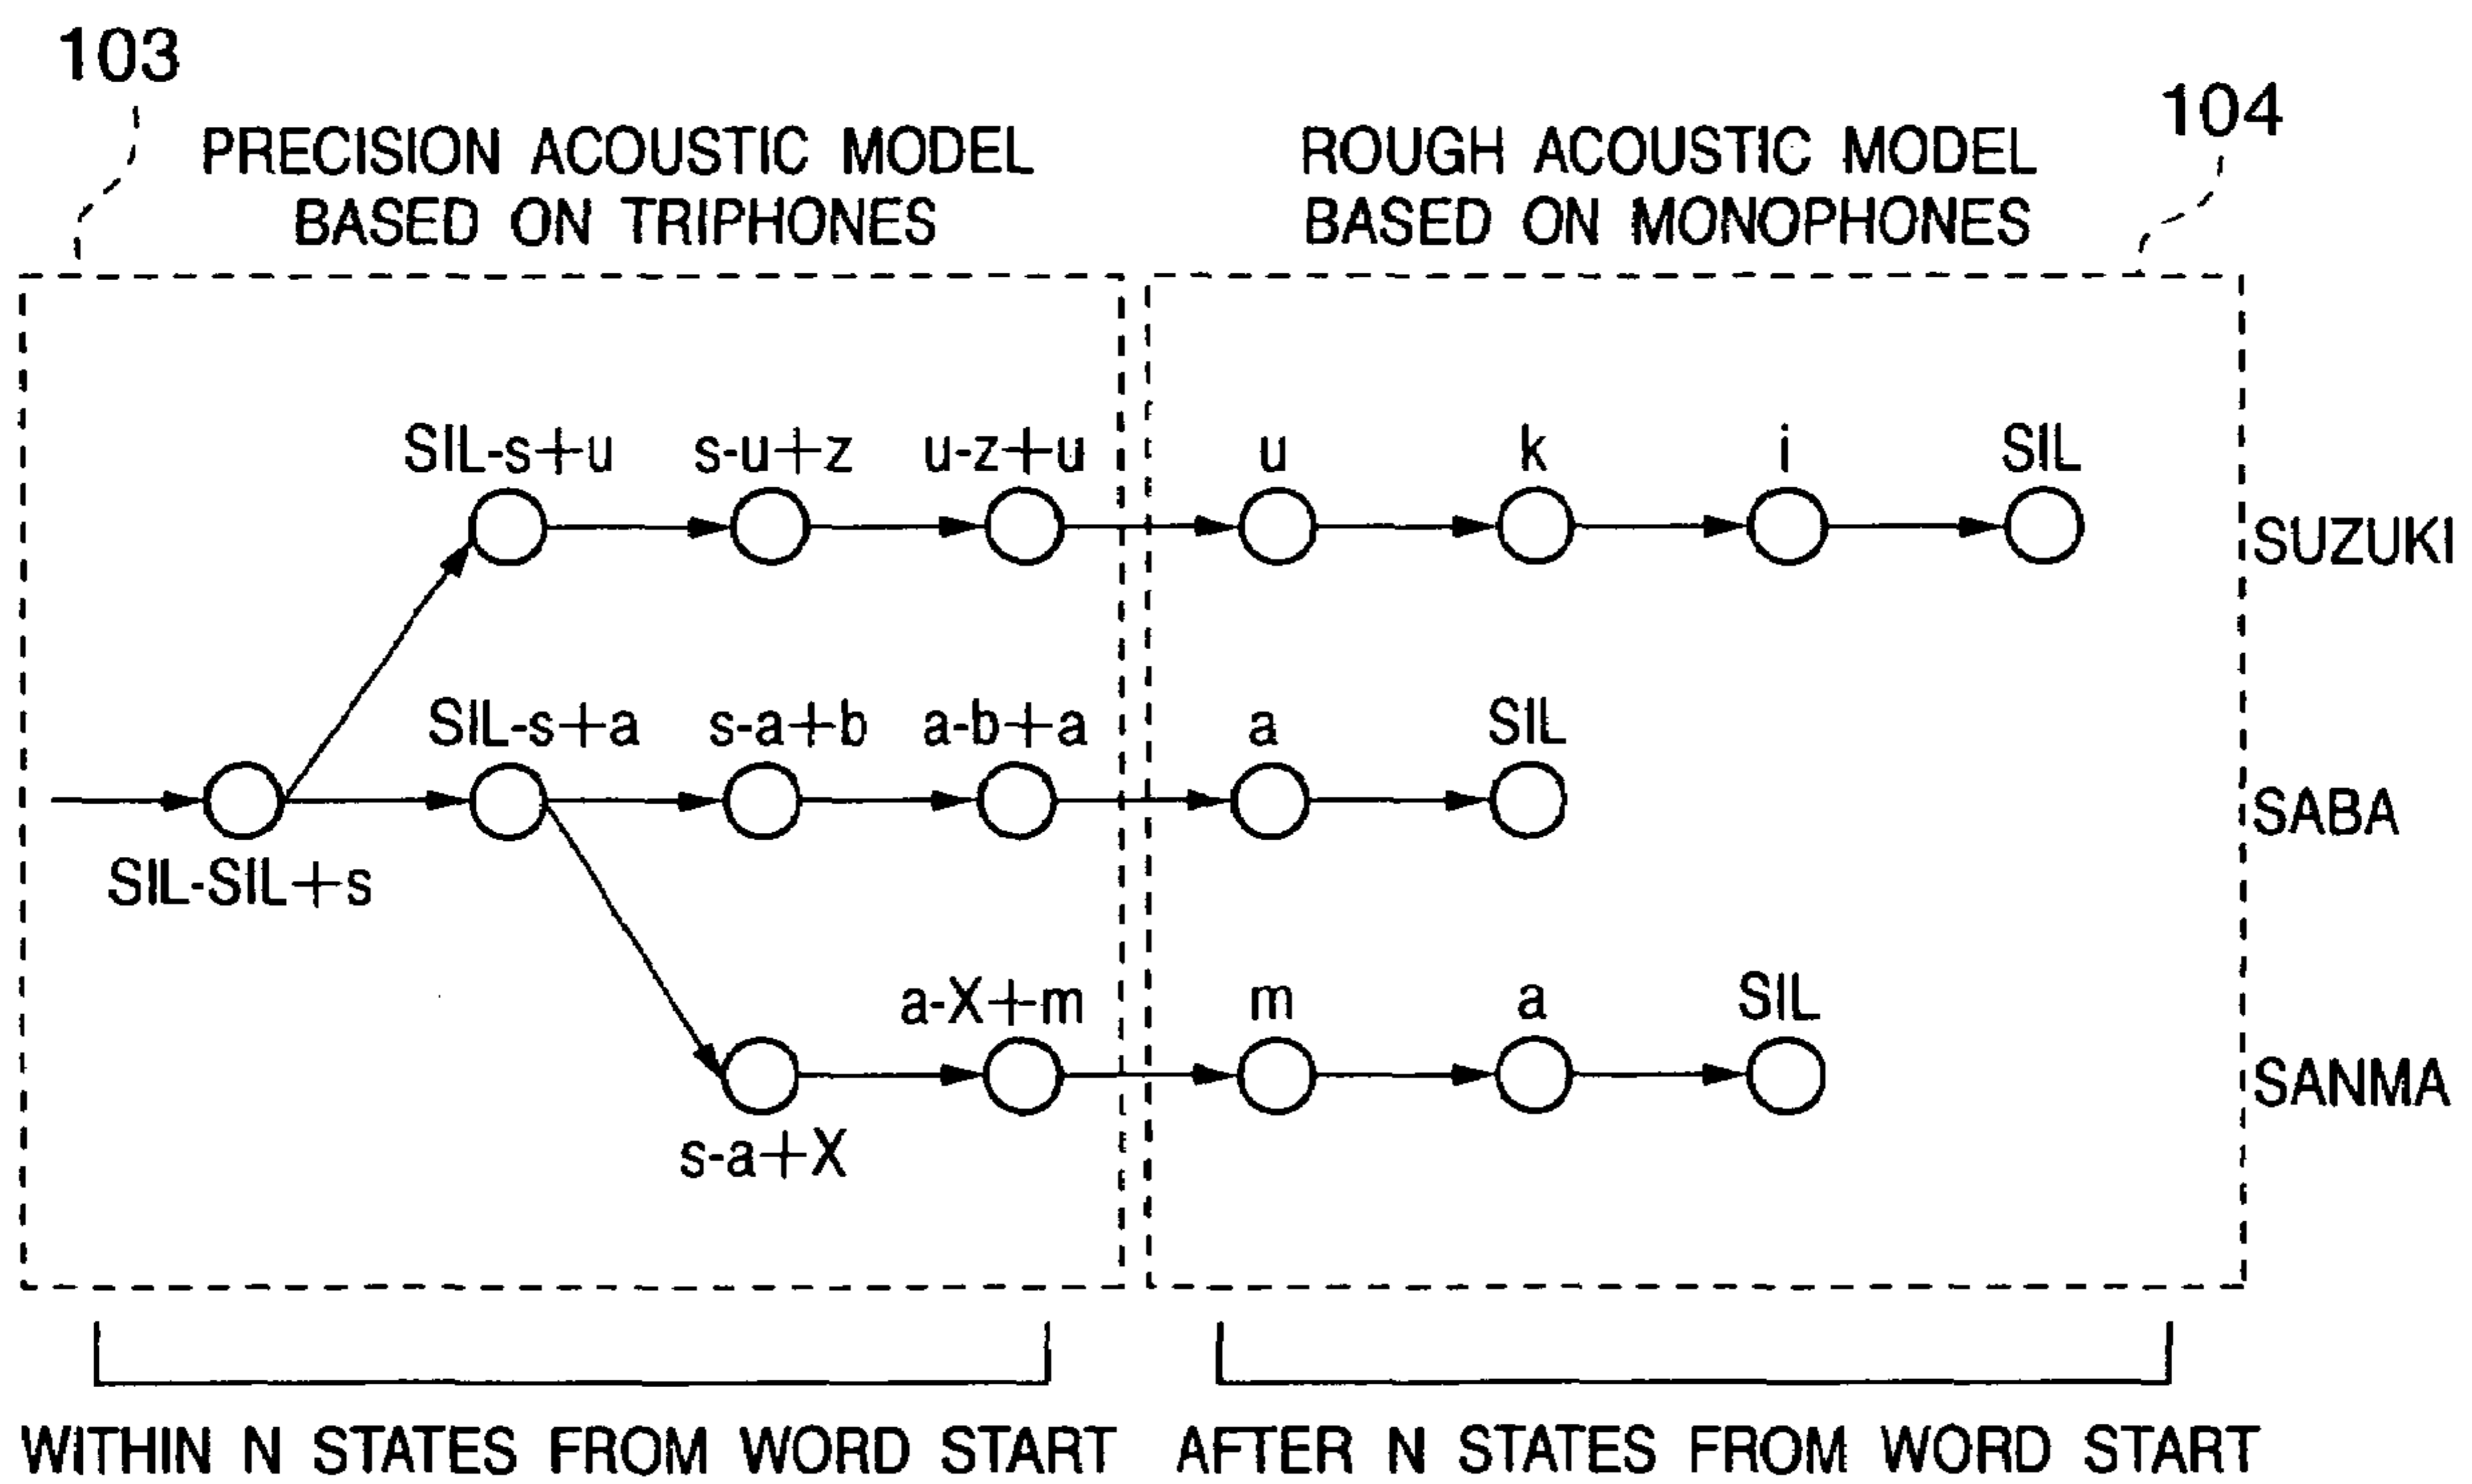 103
104
PRECISION ACOUSTIC MODEL
BASED ON TRIPHONES
ROUGH ACOUSTIC MODEL
BASED ON MONOPHONES
SIL-s+u s-u+z u-z+u u k i SIL
SUZUKI
SIL-s+a s-a+b a-b+a a SIL
SABA
SIL-SIL+s
a-X+m m a SIL
SANMA
s-a+X
WITHIN N STATES FROM WORD START
AFTER N STATES FROM WORD START